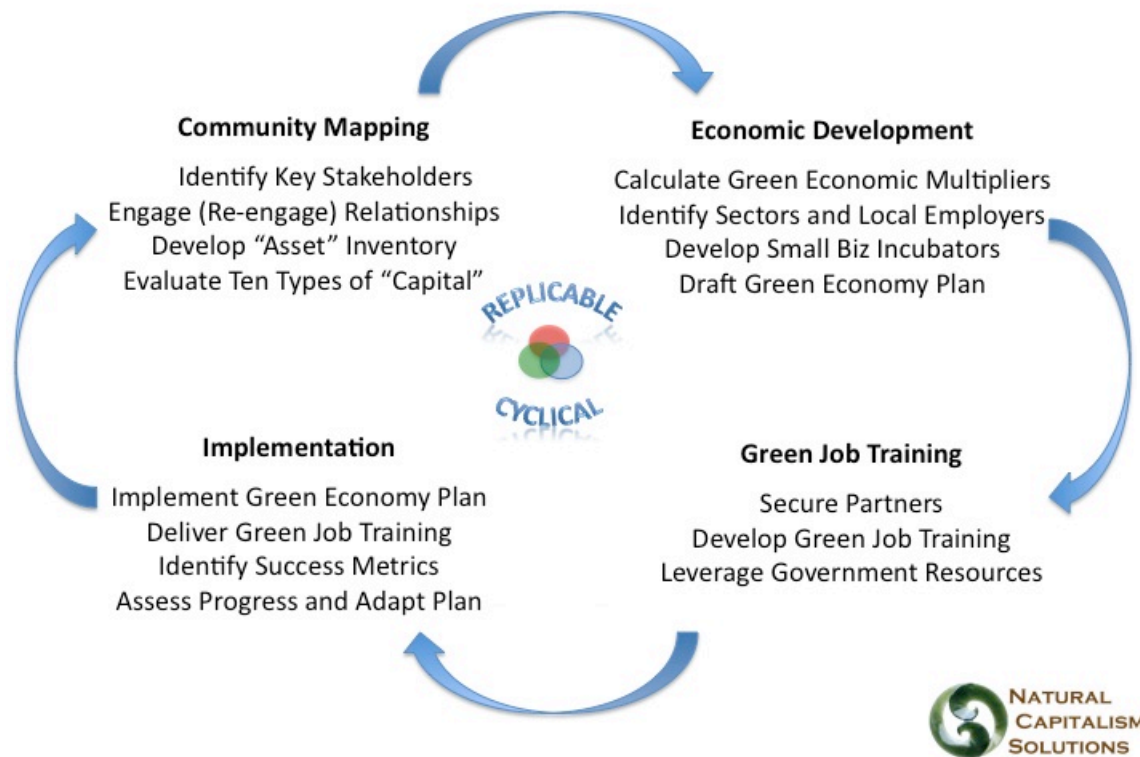 Community Mapping
Identify Key Stakeholders
Engage (Re-engage) Relationships
Develop “Asset” Inventory
Evaluate Ten Types of “Capital”
Economic Development
Calculate Green Economic Multipliers
Identify Sectors and Local Employers
Develop Small Biz Incubators
Draft Green Economy Plan
REPLICABLE
CYCLICAL
Implementation
Implement Green Economy Plan
Deliver Green Job Training
Identify Success Metrics
Assess Progress and Adapt Plan
Green Job Training
Secure Partners
Develop Green Job Training
Leverage Government Resources
NATURAL
CAPITALISM
SOLUTIONS